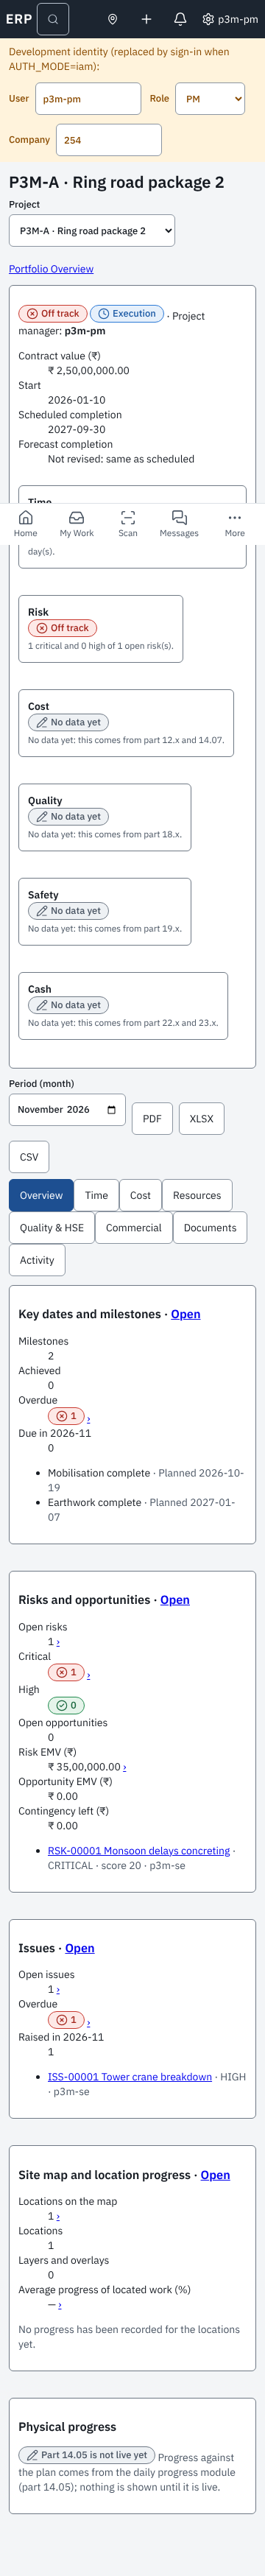 ERP
p3m-pm
Development identity (replaced by sign-in when
AUTH_MODE=iam):
User p3m-pm Role PM
Company 254
P3M-A · Ring road package 2
Project
P3M-A · Ring road package 2
Portfolio Overview
Off track Execution · Project
manager: p3m-pm
Contract value (₹)
₹ 2,50,00,000.00
Start
2026-01-10
Scheduled completion
2027-09-30
Forecast completion
Not revised: same as scheduled
Time
Home My Work Scan Messages More
day(s).
Risk
Off track
1 critical and 0 high of 1 open risk(s).
Cost
No data yet
No data yet: this comes from part 12.x and 14.07.
Quality
No data yet
No data yet: this comes from part 18.x.
Safety
No data yet
No data yet: this comes from part 19.x.
Cash
No data yet
No data yet: this comes from part 22.x and 23.x.
Period (month)
November 2026 PDF XLSX
CSV
Overview Time Cost Resources
Quality & HSE Commercial Documents
Activity
Key dates and milestones · Open
Milestones
2
Achieved
0
Overdue
1 ›
Due in 2026-11
0
• Mobilisation complete · Planned 2026-10-
19
• Earthwork complete · Planned 2027-01-
07
Risks and opportunities · Open
Open risks
1 ›
Critical
1 ›
High
0
Open opportunities
0
Risk EMV (₹)
₹ 35,00,000.00 ›
Opportunity EMV (₹)
₹ 0.00
Contingency left (₹)
₹ 0.00
• RSK-00001 Monsoon delays concreting ·
CRITICAL · score 20 · p3m-se
Issues · Open
Open issues
1 ›
Overdue
1 ›
Raised in 2026-11
1
• ISS-00001 Tower crane breakdown · HIGH
· p3m-se
Site map and location progress · Open
Locations on the map
1 ›
Locations
1
Layers and overlays
0
Average progress of located work (%)
— ›
No progress has been recorded for the locations
yet.
Physical progress
Part 14.05 is not live yet Progress against
the plan comes from the daily progress module
(part 14.05); nothing is shown until it is live.